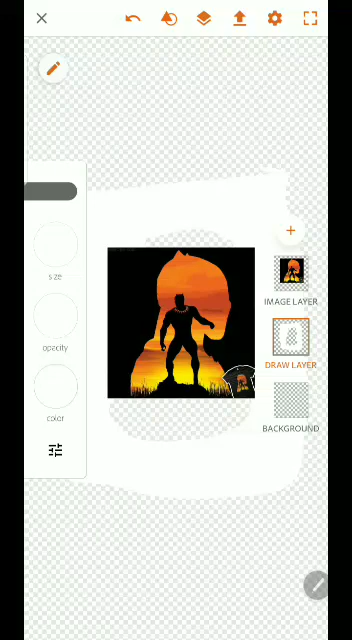 size
opacity
color
IMAGE LAYER
DRAW LAYER
BACKGROUND